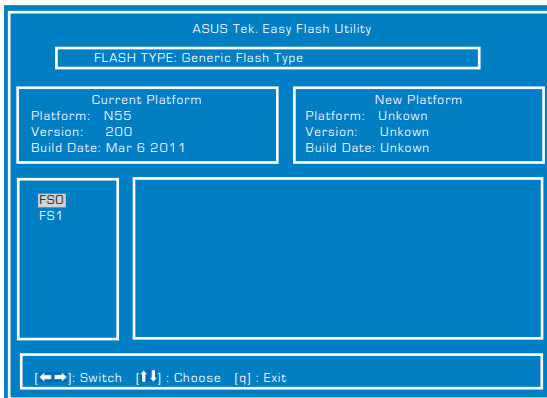 ASUS Tek. Easy Flash Utility
FLASH TYPE: Generic Flash Type
Current Platform
Platform: N55
Version: 200
Build Date: Mar 6 2011
New Platform
Platform: Unkown
Version: Unkown
Build Date: Unkown
FS0
FS1
[←→]: Switch [↑↓] : Choose [q] : Exit